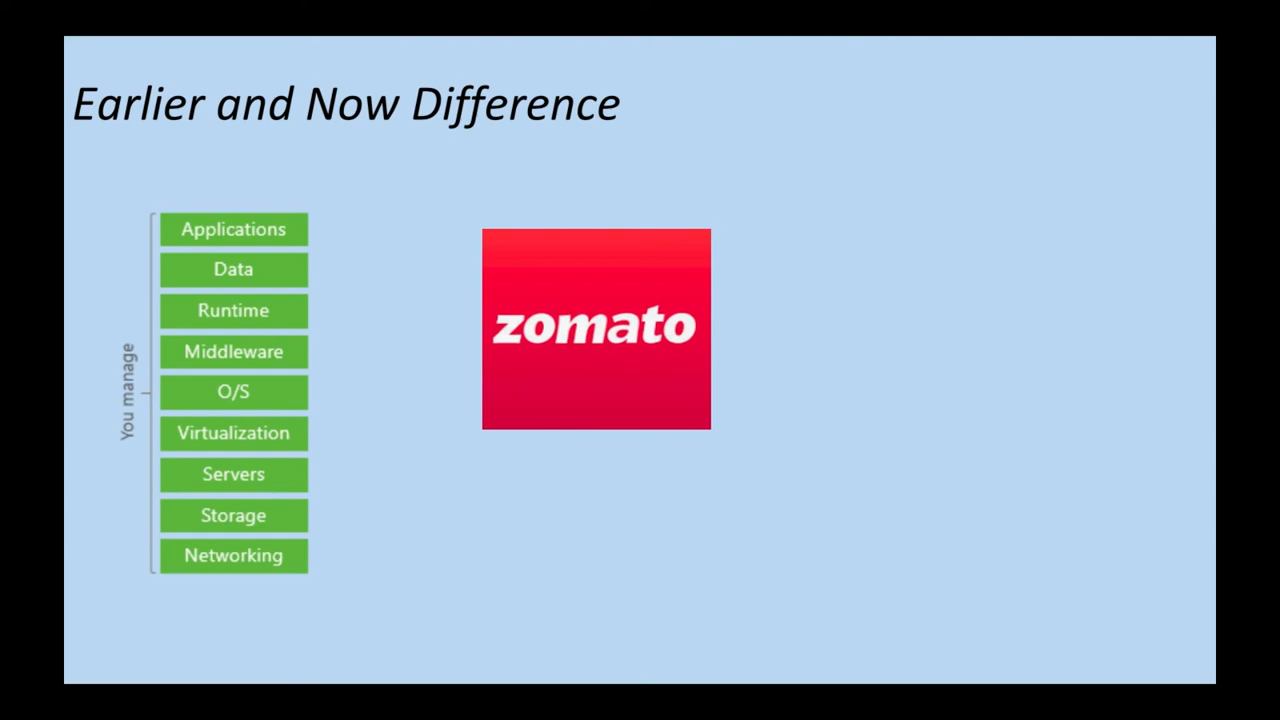 Earlier and Now Difference
You manage
Applications
Data
Runtime
Middleware
O/S
Virtualization
Servers
Storage
Networking
zomato